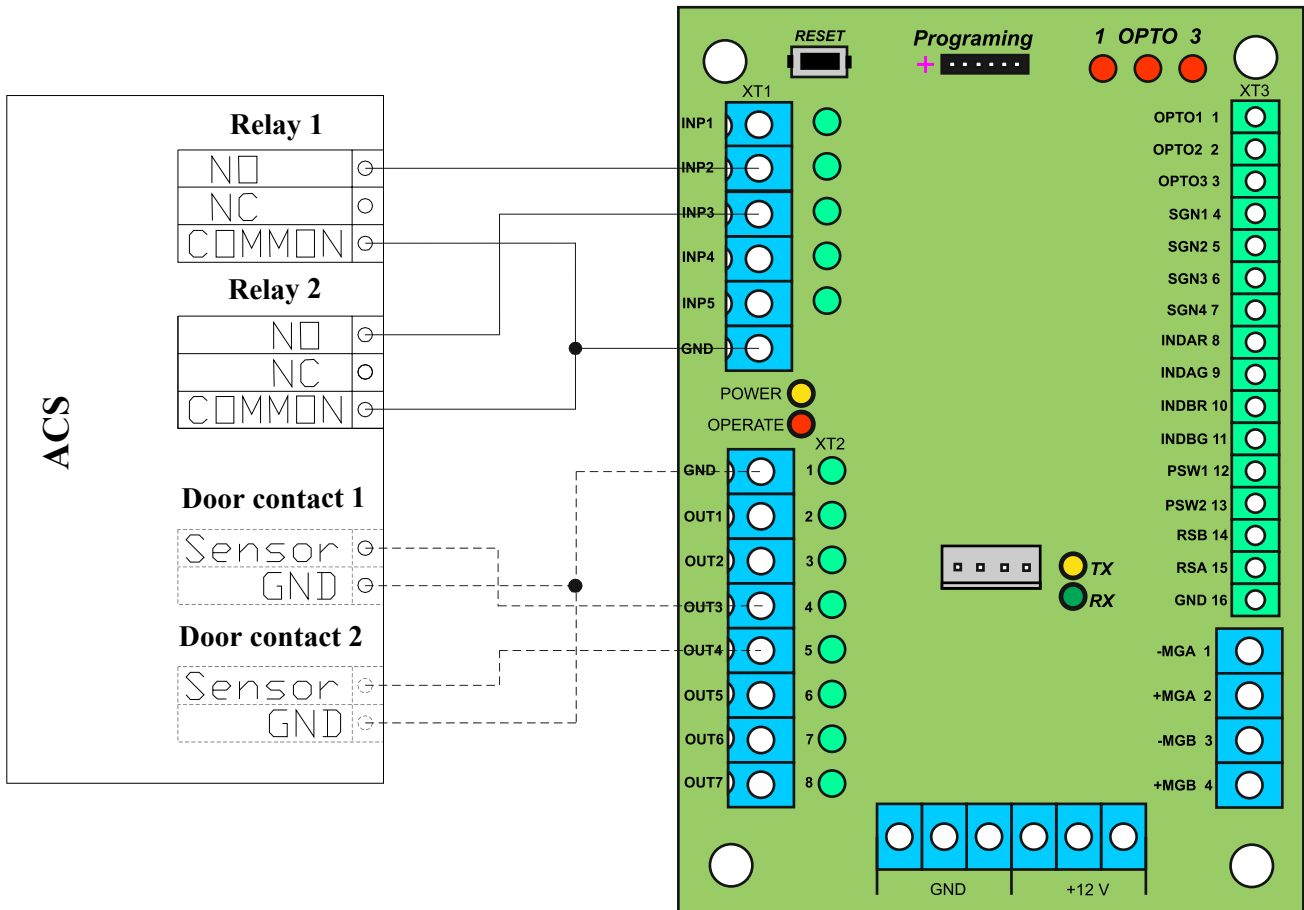 ACS
Relay 1
NO
NC
COMMON
Relay 2
NO
NC
COMMON
Door contact 1
Sensor
GND
Door contact 2
Sensor
GND
RESET
Programing
+
1 OPTO 3
XT1
INP1
INP2
INP3
INP4
INP5
GND
POWER
OPERATE
XT2
GND 1
OUT1 2
OUT2 3
OUT3 4
OUT4 5
OUT5 6
OUT6 7
OUT7 8
TX
RX
XT3
OPTO1 1
OPTO2 2
OPTO3 3
SGN1 4
SGN2 5
SGN3 6
SGN4 7
INDAR 8
INDAG 9
INDBR 10
INDBG 11
PSW1 12
PSW2 13
RSB 14
RSA 15
GND 16
-MGA 1
+MGA 2
-MGB 3
+MGB 4
GND
+12 V